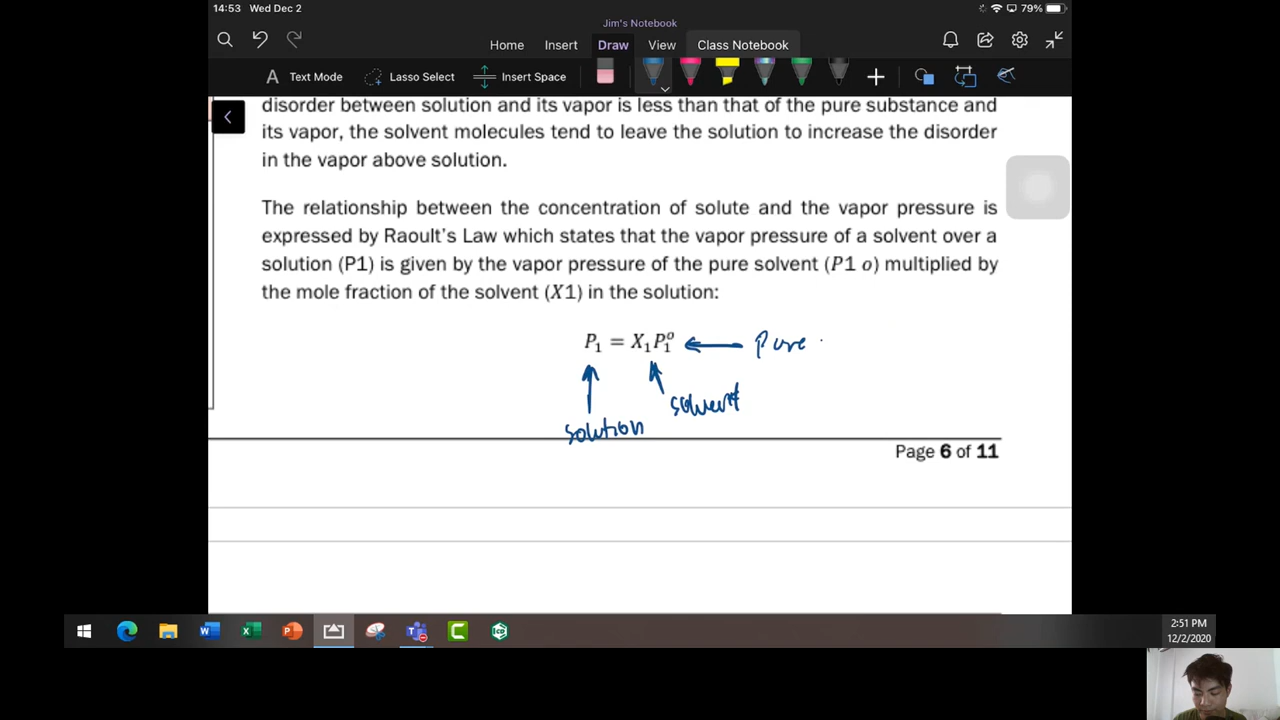 14:53 Wed Dec 2
79%
Jim's Notebook
Home Insert Draw View Class Notebook
Text Mode Lasso Select Insert Space
disorder between solution and its vapor is less than that of the pure substance and
its vapor, the solvent molecules tend to leave the solution to increase the disorder
in the vapor above solution.
The relationship between the concentration of solute and the vapor pressure is
expressed by Raoult's Law which states that the vapor pressure of a solvent over a
solution (P1) is given by the vapor pressure of the pure solvent (P1 o) multiplied by
the mole fraction of the solvent (X1) in the solution:
P₁ = X₁P₁° ← Pure
solvent
solution
Page 6 of 11
2:51 PM
12/2/2020